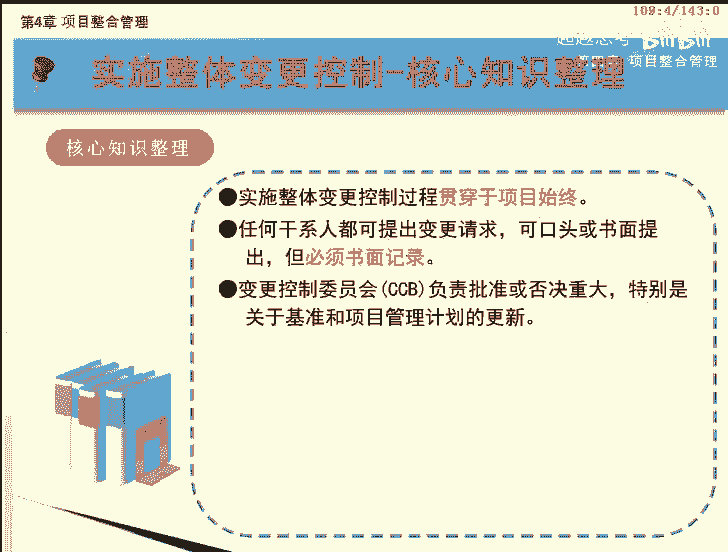 109:4/143:0
第4章 项目整合管理
BiliBili
项目整合管理
实施整体变更控制-核心知识整理
核心知识整理
●实施整体变更控制过程贯穿于项目始终。
●任何干系人都可提出变更请求，可口头或书面提
出，但必须书面记录。
●变更控制委员会(CCB)负责批准或否决重大，特别是
关于基准和项目管理计划的更新。